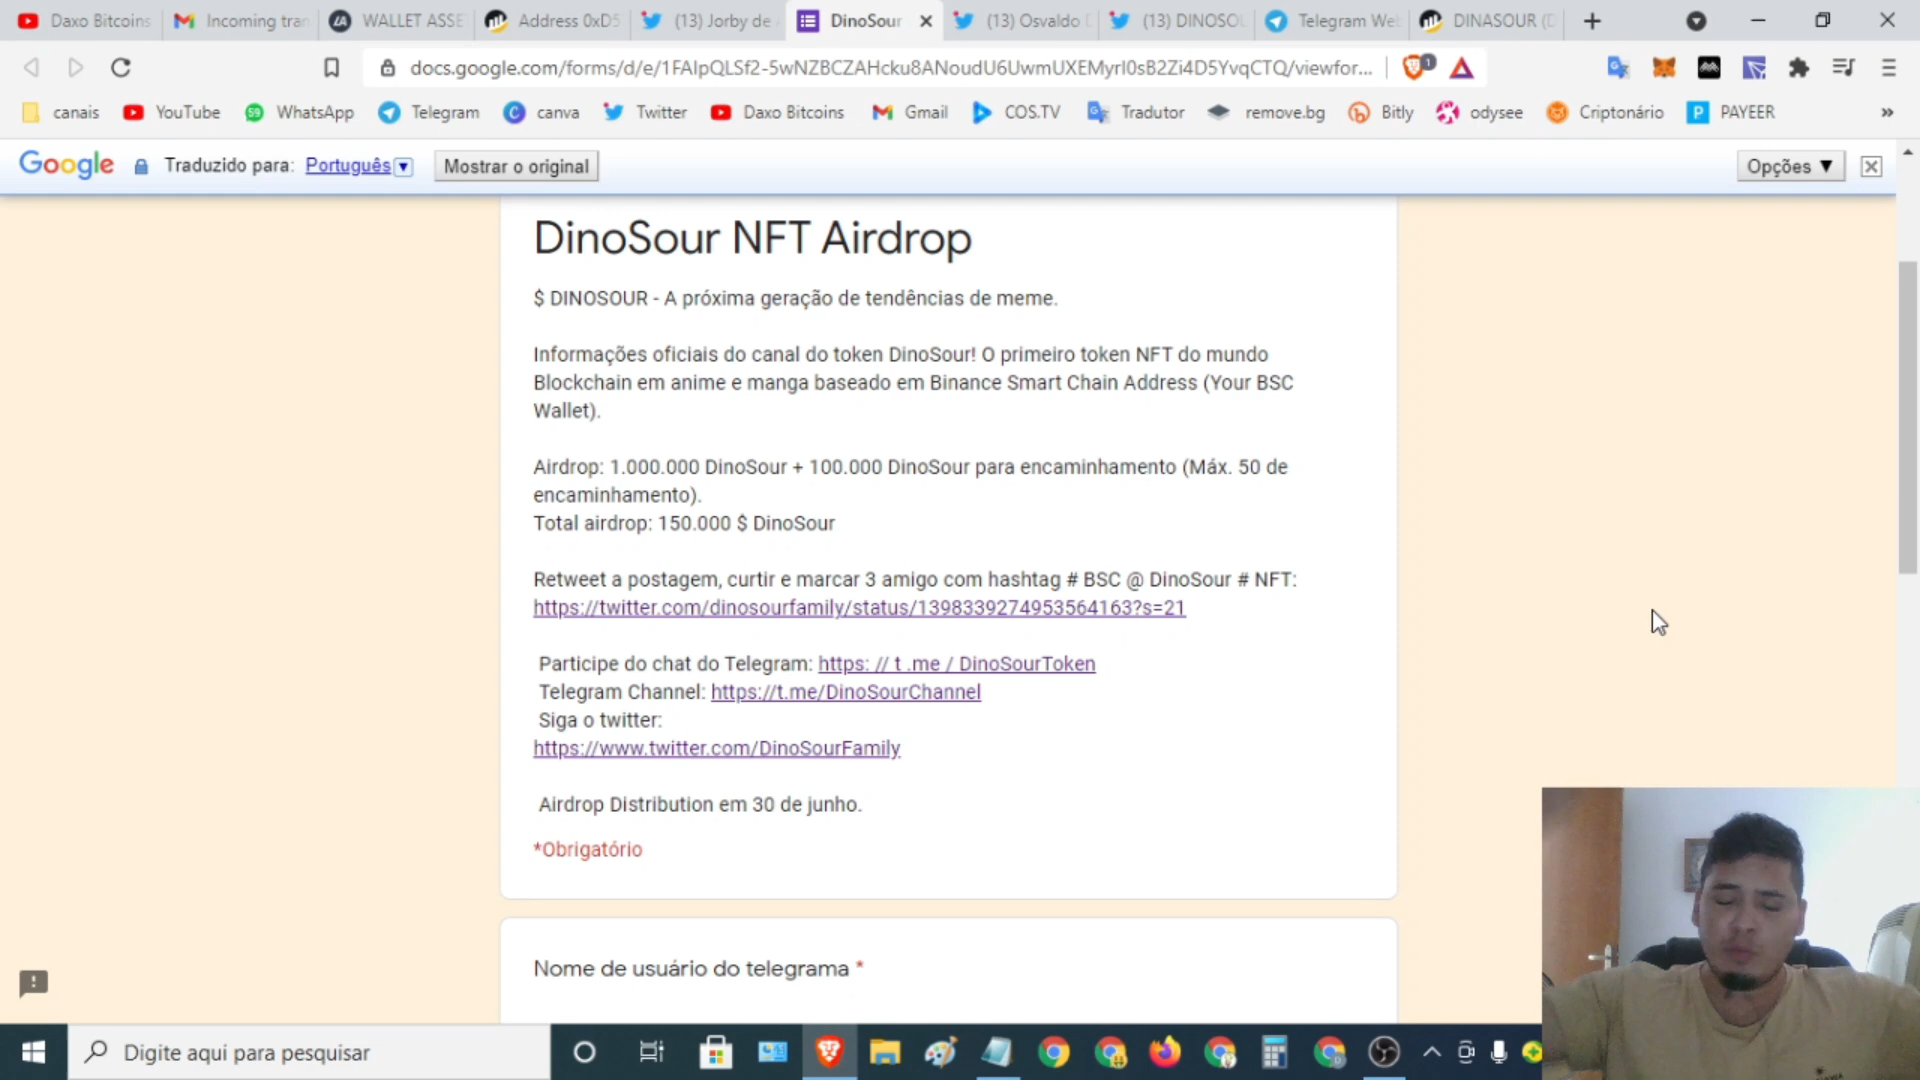 Daxo Bitcoins
Incoming tran
WALLET ASSE
Address 0xD5
(13) Jorby de
DinoSour
(13) Osvaldo D
(13) DINOSOU
Telegram Web
DINASOUR (D
docs.google.com/forms/d/e/1FAIpQLSf2-5wNZBCZAHcku8ANoudU6UwmUXEMyrI0sB2Zi4D5YvqCTQ/viewfor...
1
canais
YouTube
59
WhatsApp
Telegram
canva
Twitter
Daxo Bitcoins
Gmail
COS.TV
Tradutor
remove.bg
Bitly
odysee
Criptonário
PAYEER
Google
Traduzido para: Português
Mostrar o original
Opções ▼
DinoSour NFT Airdrop
$ DINOSOUR - A próxima geração de tendências de meme.
Informações oficiais do canal do token DinoSour! O primeiro token NFT do mundo
Blockchain em anime e manga baseado em Binance Smart Chain Address (Your BSC
Wallet).
Airdrop: 1.000.000 DinoSour + 100.000 DinoSour para encaminhamento (Máx. 50 de
encaminhamento).
Total airdrop: 150.000 $ DinoSour
Retweet a postagem, curtir e marcar 3 amigo com hashtag # BSC @ DinoSour # NFT:
https://twitter.com/dinosourfamily/status/1398339274953564163?s=21
Participe do chat do Telegram: https: // t .me / DinoSourToken
Telegram Channel: https://t.me/DinoSourChannel
Siga o twitter:
https://www.twitter.com/DinoSourFamily
Airdrop Distribution em 30 de junho.
*Obrigatório
Nome de usuário do telegrama *
Digite aqui para pesquisar